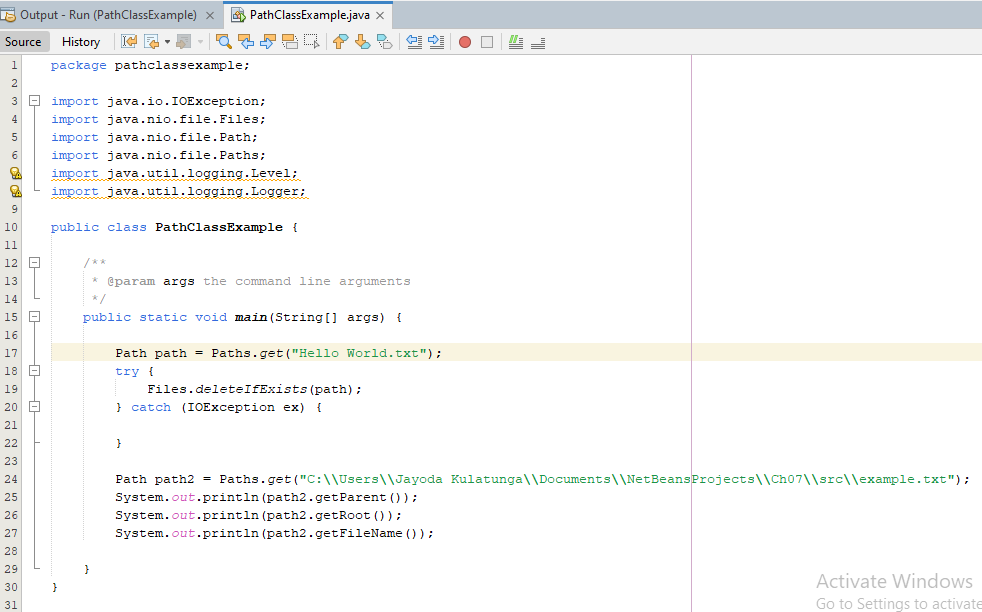 Output - Run (PathClassExample) × PathClassExample.java ×
Source History
1 package pathclassexample;
2
3 import java.io.IOException;
4 import java.nio.file.Files;
5 import java.nio.file.Path;
6 import java.nio.file.Paths;
import java.util.logging.Level;
import java.util.logging.Logger;
9
10 public class PathClassExample {
11
12 /**
13 * @param args the command line arguments
14 */
15 public static void main(String[] args) {
16
17 Path path = Paths.get("Hello World.txt");
18 try {
19 Files.deleteIfExists(path);
20 } catch (IOException ex) {
21
22 }
23
24 Path path2 = Paths.get("C:\\Users\\Jayoda Kulatunga\\Documents\\NetBeansProjects\\Ch07\\src\\example.txt");
25 System.out.println(path2.getParent());
26 System.out.println(path2.getRoot());
27 System.out.println(path2.getFileName());
28
29 }
30 }
31
Activate Windows
Go to Settings to activate